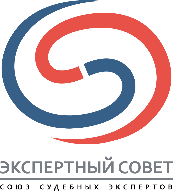 ЭКСПЕРТНЫЙ СОВЕТ
СОЮЗ СУДЕБНЫХ ЭКСПЕРТОВ